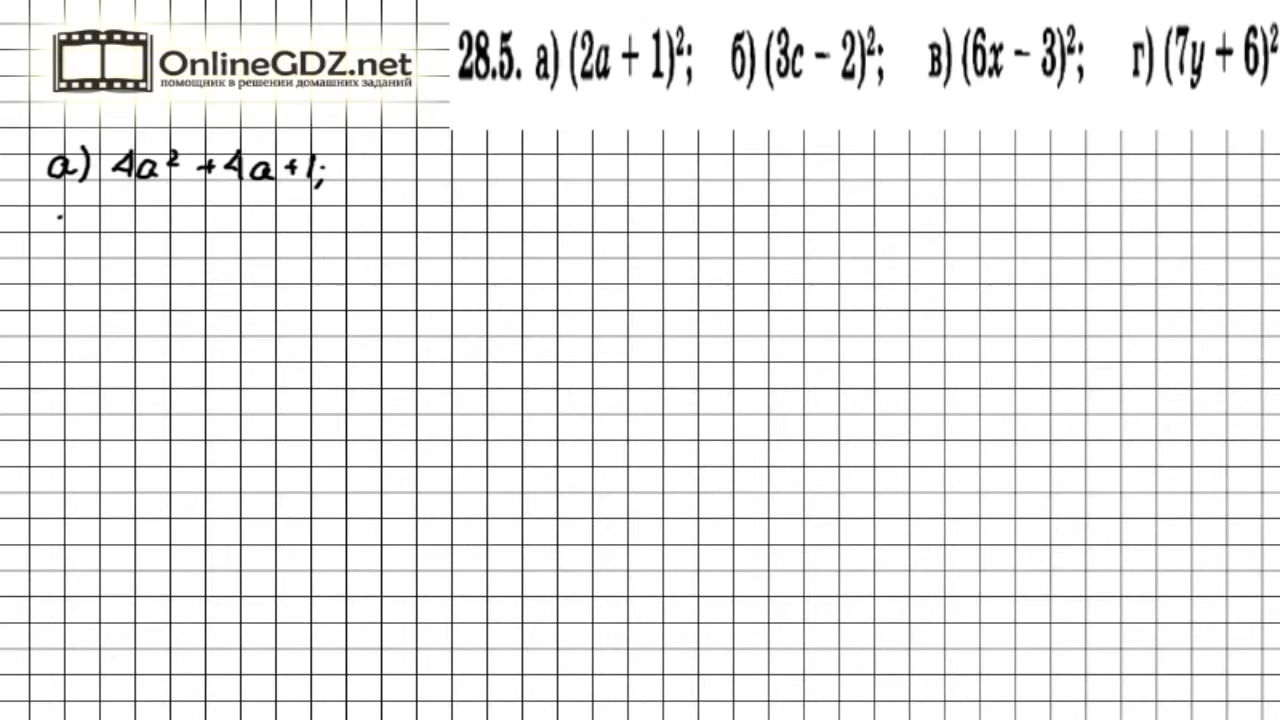 OnlineGDZ.net
помощник в решении домашних заданий
28.5. а) (2a + 1)²; б) (3c – 2)²; в) (6x – 3)²; г) (7y + 6)²
а) 4a² + 4a + 1;